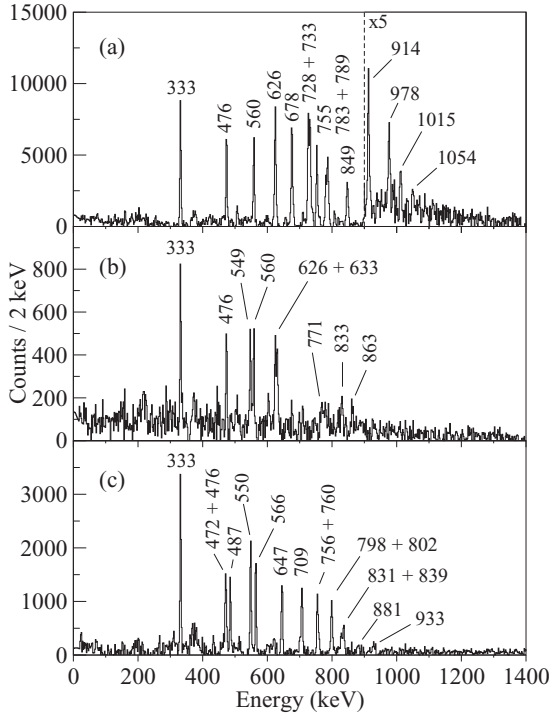 15000
10000
5000
0
(a)
333
476
560
626
678
728 + 733
755
783 + 789
849
x5
914
978
1015
1054
Counts / 2 keV
800
600
400
200
0
(b)
333
476
549
560
626 + 633
771
833
863
3000
2000
1000
0
(c)
333
472 + 476
487
550
566
647
709
756 + 760
798 + 802
831 + 839
881
933
0 200 400 600 800 1000 1200 1400
Energy (keV)